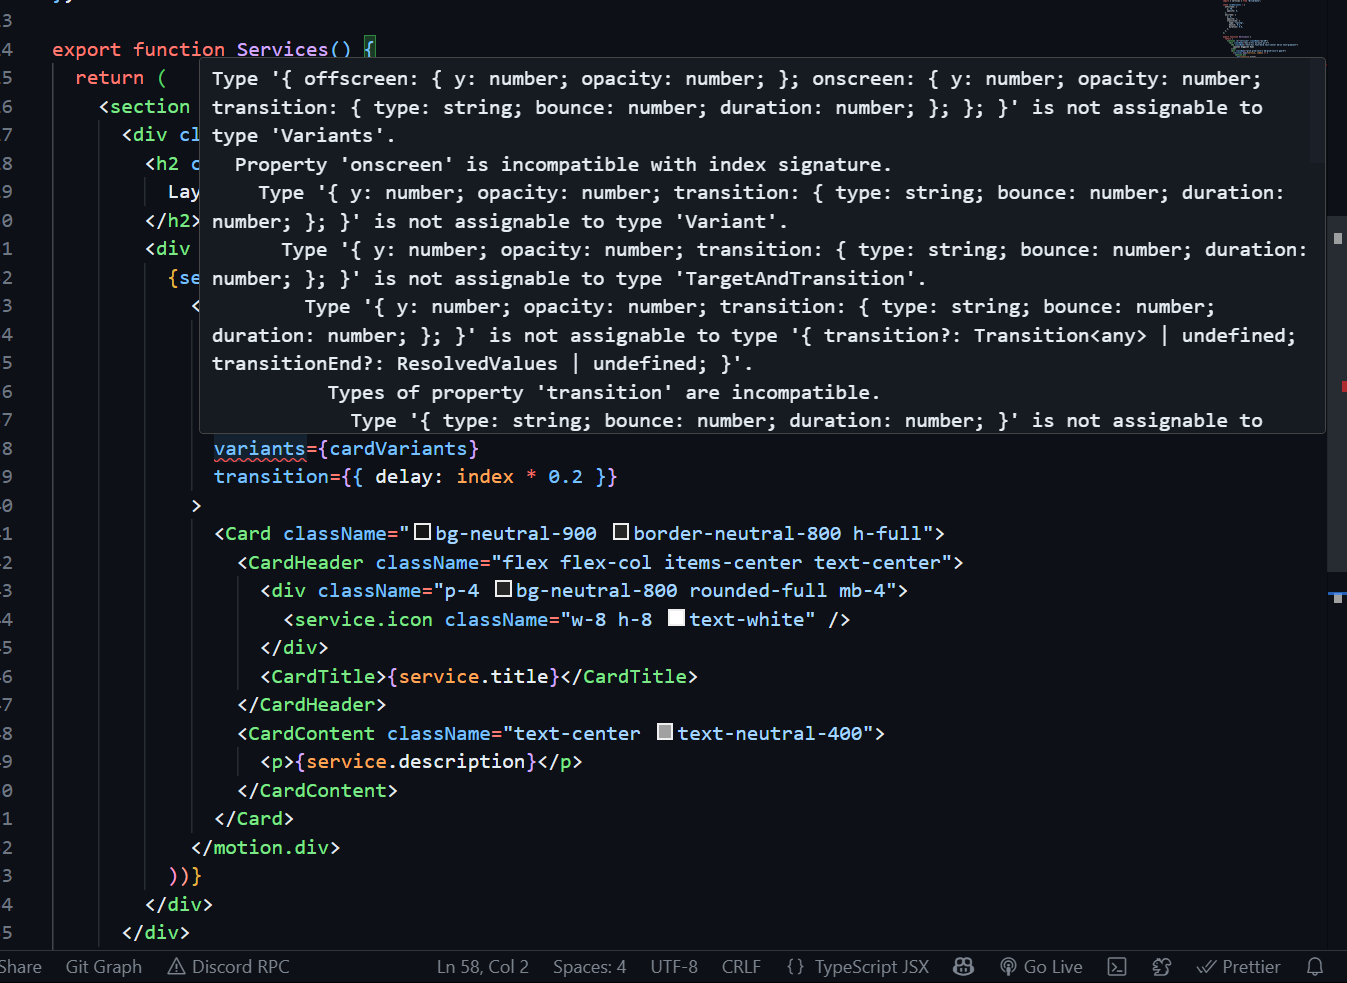 3
4 export function Services() {
5 return (
Type '{ offscreen: { y: number; opacity: number; }; onscreen: { y: number; opacity: number;
6 <section
transition: { type: string; bounce: number; duration: number; }; }; }' is not assignable to
7 <div cl
type 'Variants'.
8 <h2 c
Property 'onscreen' is incompatible with index signature.
9 Lay
Type '{ y: number; opacity: number; transition: { type: string; bounce: number; duration:
0 </h2>
number; }; }' is not assignable to type 'Variant'.
1 <div
Type '{ y: number; opacity: number; transition: { type: string; bounce: number; duration:
2 {se
number; }; }' is not assignable to type 'TargetAndTransition'.
3 <
Type '{ y: number; opacity: number; transition: { type: string; bounce: number;
4
duration: number; }; }' is not assignable to type '{ transition?: Transition<any> | undefined;
5
transitionEnd?: ResolvedValues | undefined; }'.
6
Types of property 'transition' are incompatible.
7
Type '{ type: string; bounce: number; duration: number; }' is not assignable to
8 variants={cardVariants}
9 transition={{ delay: index * 0.2 }}
0 >
1 <Card className="bg-neutral-900 border-neutral-800 h-full">
2 <CardHeader className="flex flex-col items-center text-center">
3 <div className="p-4 bg-neutral-800 rounded-full mb-4">
4 <service.icon className="w-8 h-8 text-white" />
5 </div>
6 <CardTitle>{service.title}</CardTitle>
7 </CardHeader>
8 <CardContent className="text-center text-neutral-400">
9 <p>{service.description}</p>
0 </CardContent>
1 </Card>
2 </motion.div>
3 ))}
4 </div>
5 </div>
Share Git Graph Discord RPC Ln 58, Col 2 Spaces: 4 UTF-8 CRLF {} TypeScript JSX Go Live Prettier